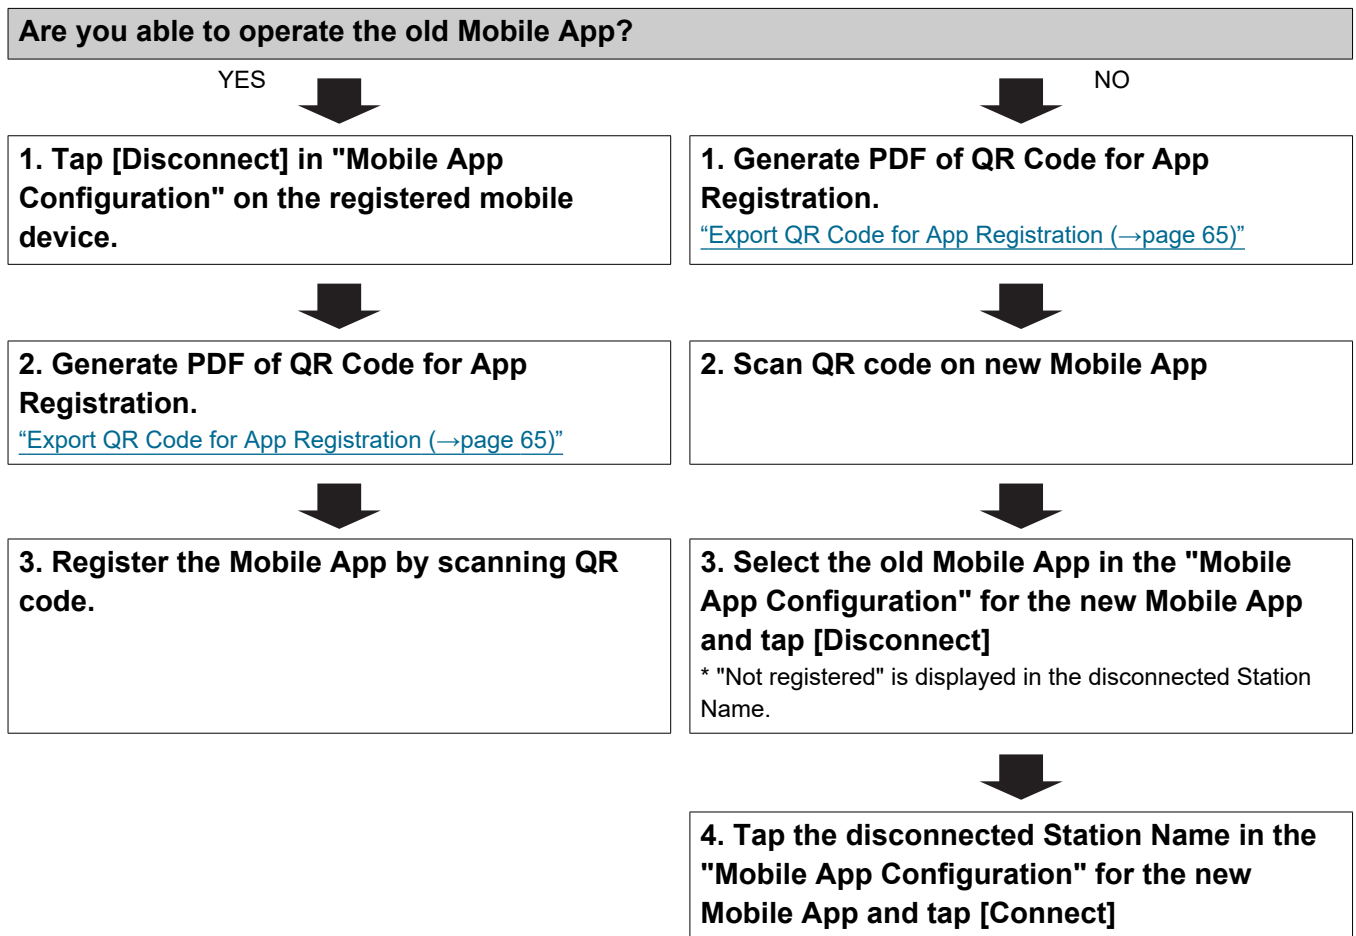 Are you able to operate the old Mobile App?
YES
NO
1. Tap [Disconnect] in "Mobile App
Configuration" on the registered mobile
device.
1. Generate PDF of QR Code for App
Registration.
“Export QR Code for App Registration (→page 65)”
2. Generate PDF of QR Code for App
Registration.
“Export QR Code for App Registration (→page 65)”
2. Scan QR code on new Mobile App
3. Register the Mobile App by scanning QR
code.
3. Select the old Mobile App in the "Mobile
App Configuration" for the new Mobile App
and tap [Disconnect]
* "Not registered" is displayed in the disconnected Station
Name.
4. Tap the disconnected Station Name in the
"Mobile App Configuration" for the new
Mobile App and tap [Connect]